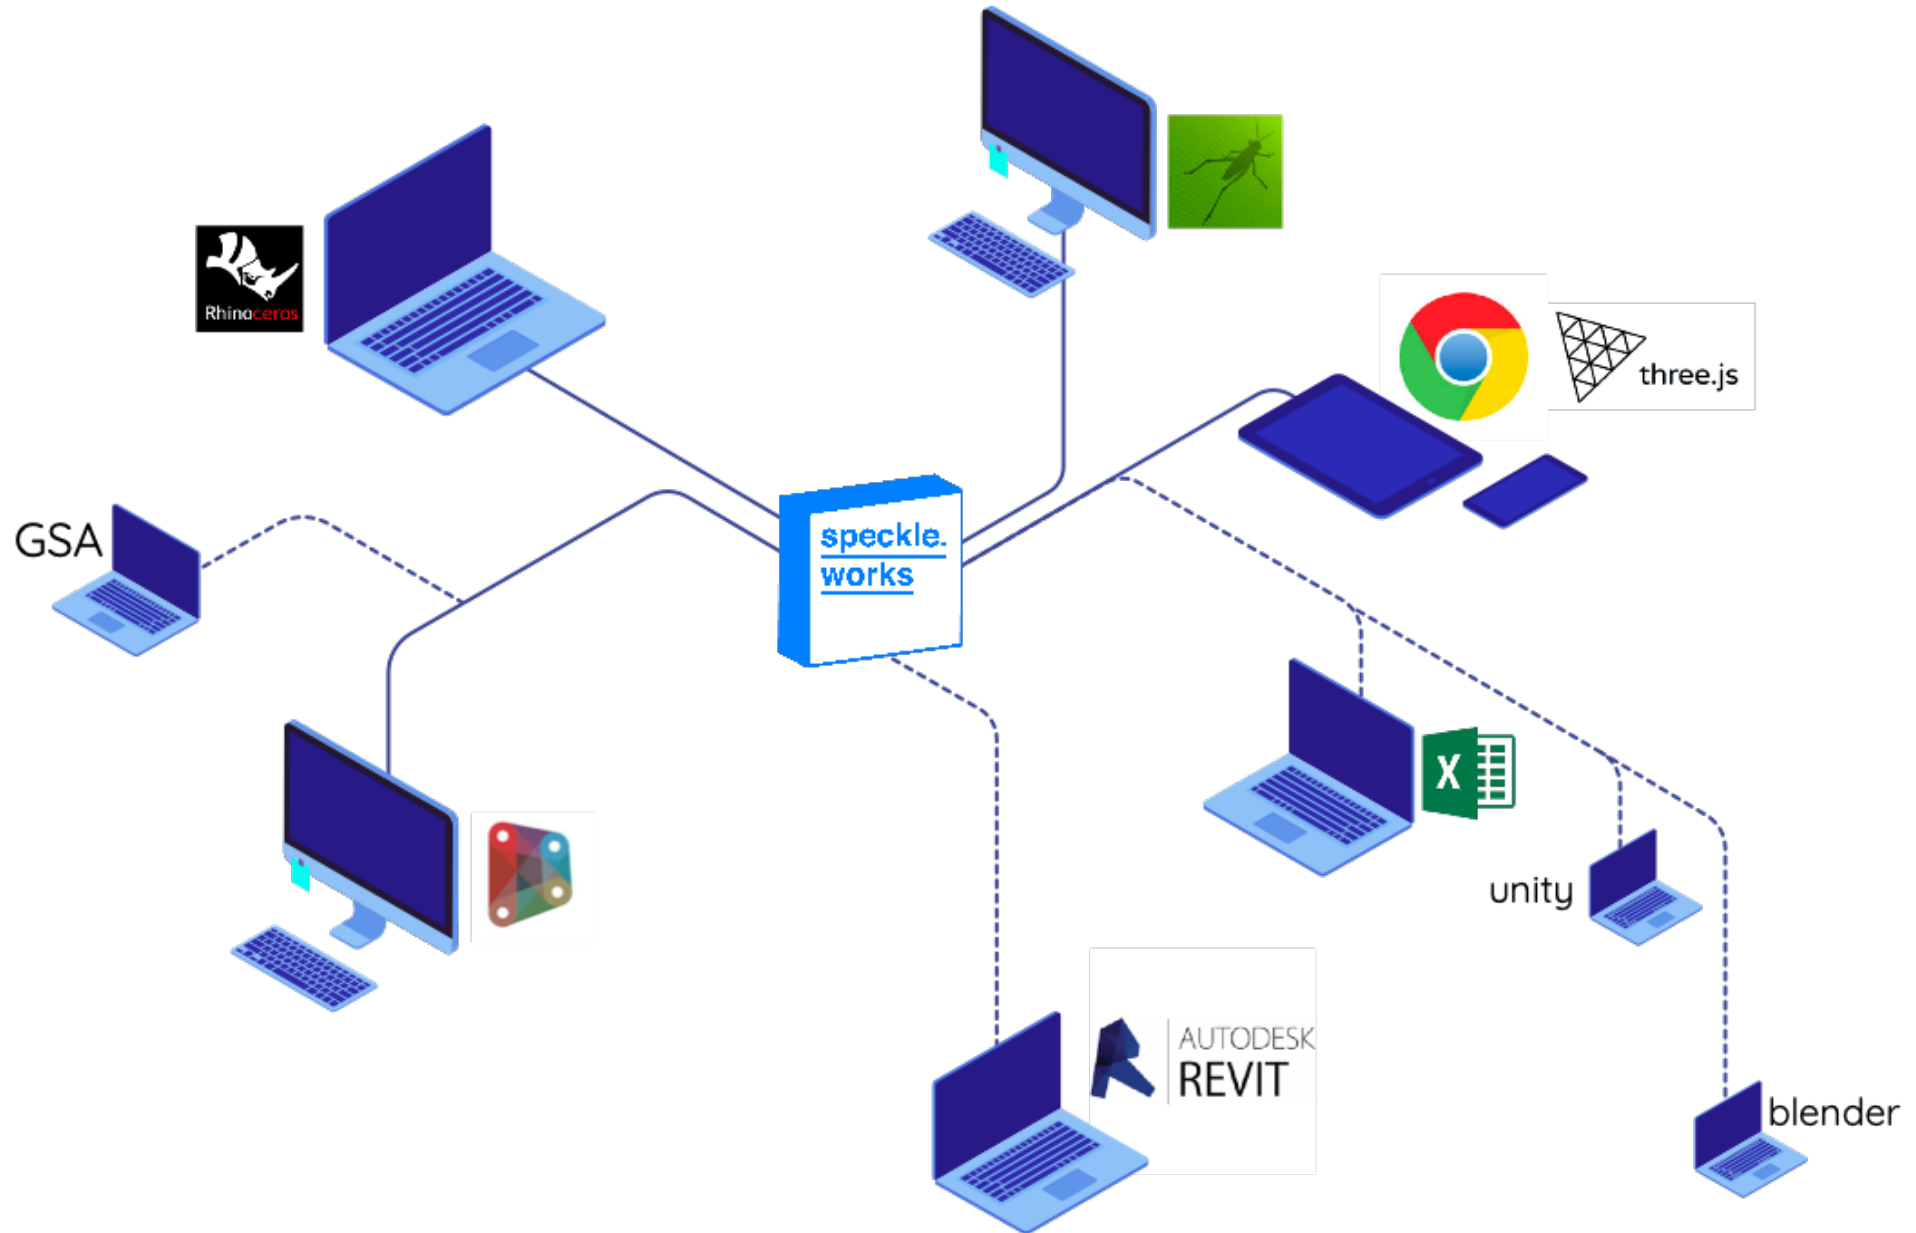 Rhinoceros
three.js
GSA
speckle.
works
X
unity
AUTODESK
REVIT
blender